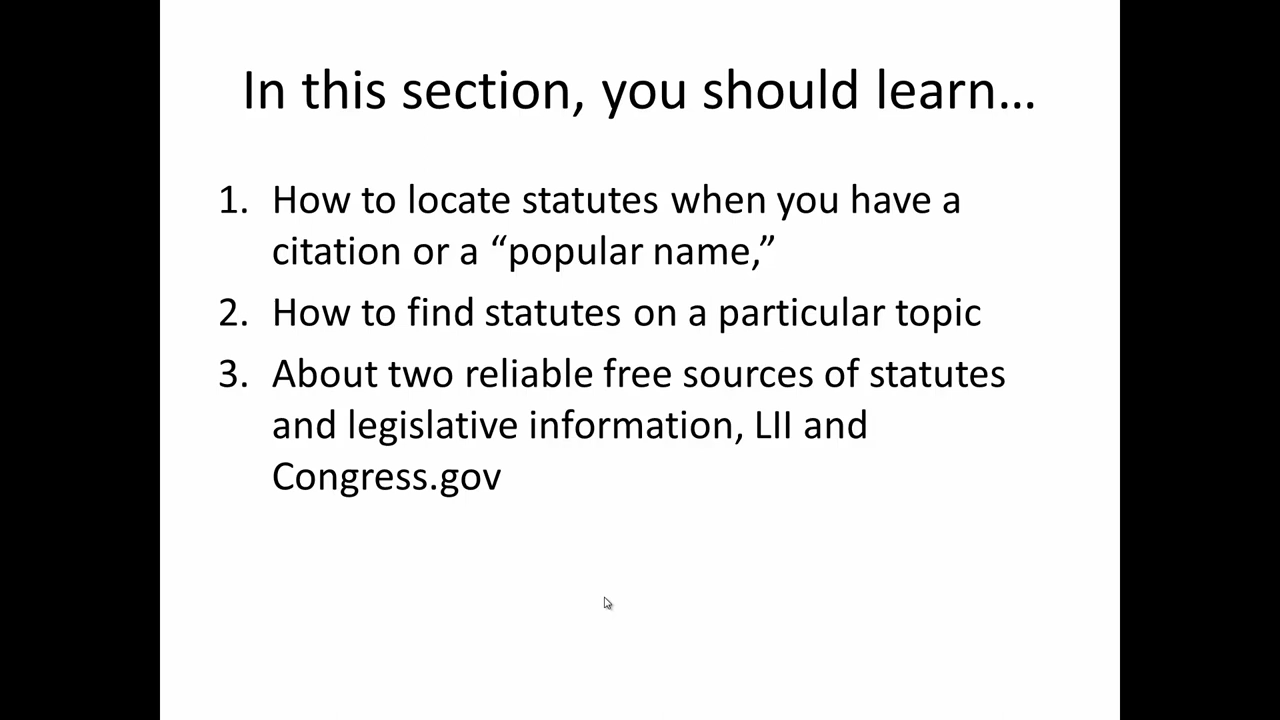 In this section, you should learn…
1. How to locate statutes when you have a
citation or a “popular name,”
2. How to find statutes on a particular topic
3. About two reliable free sources of statutes
and legislative information, LII and
Congress.gov